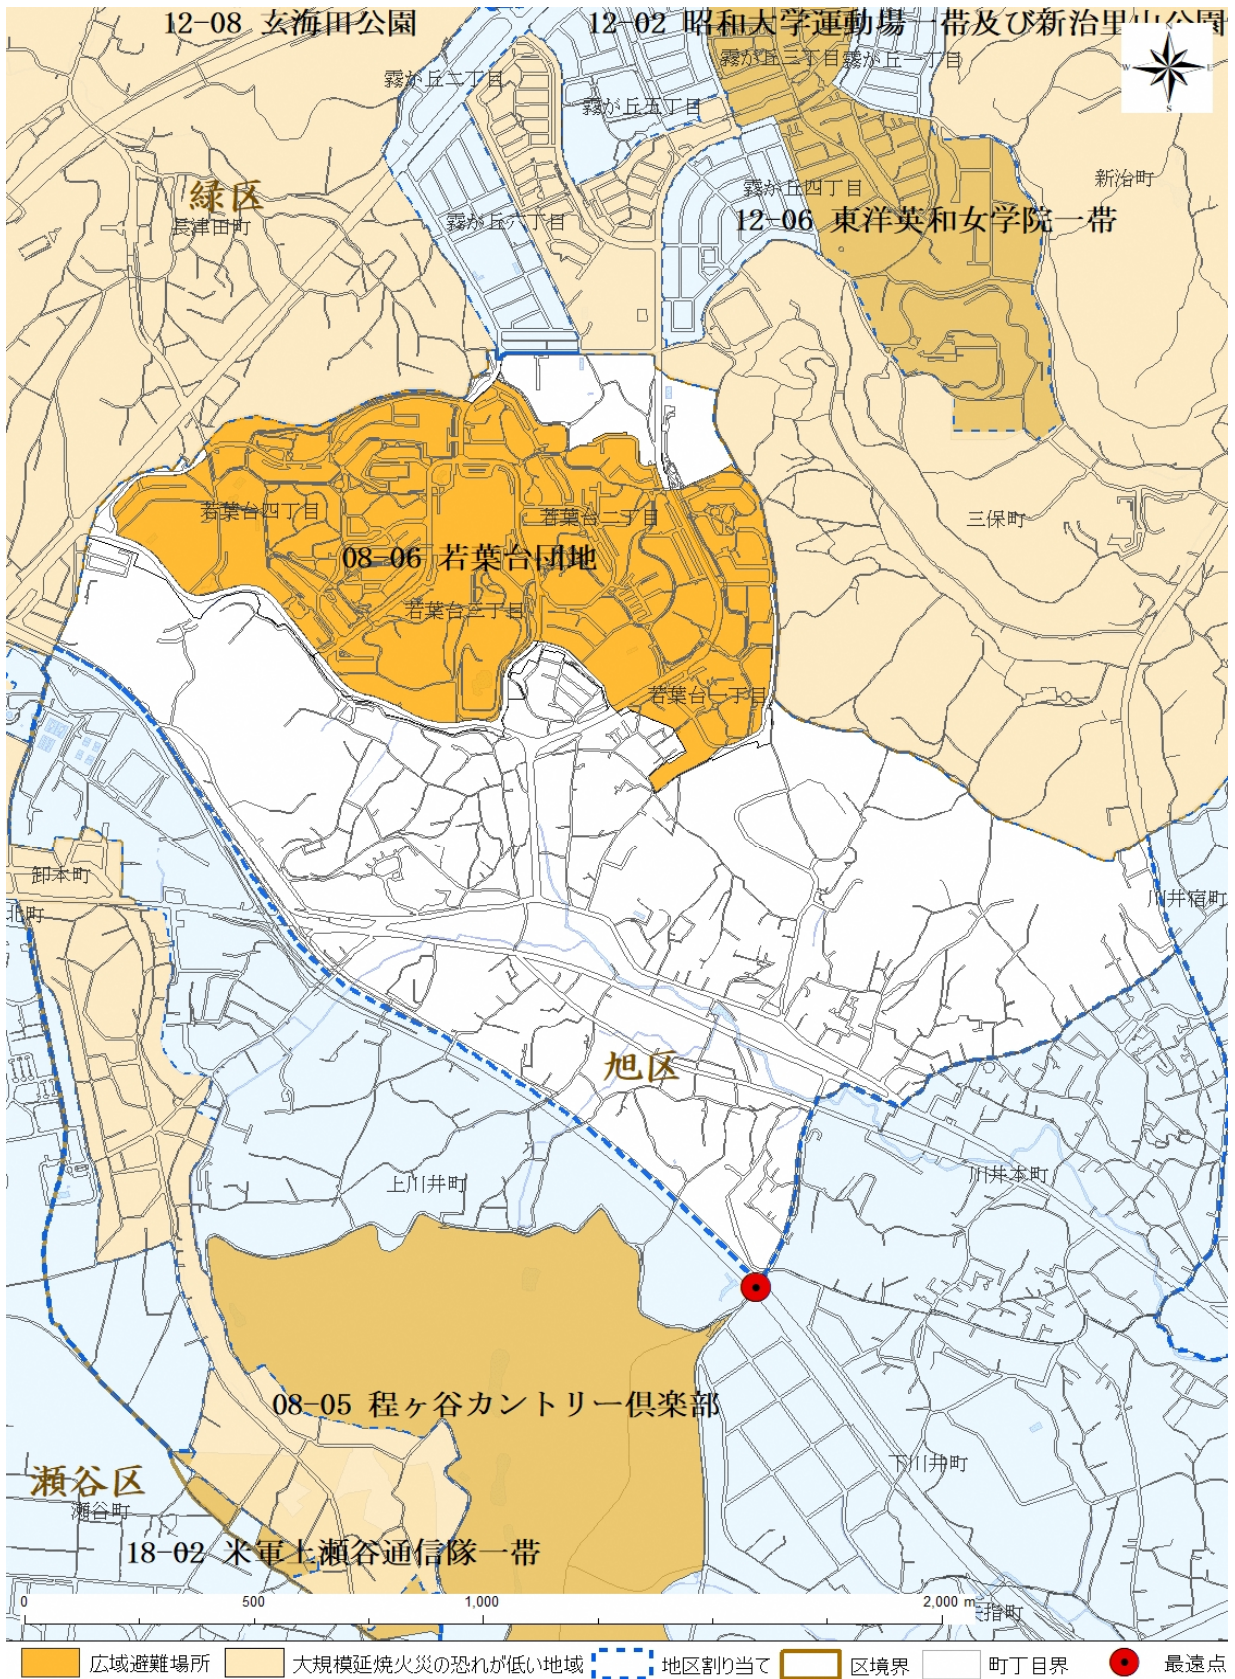 12-08 玄海田公園
12-02 昭和大学運動場一帯及び新治里山公園
霧が丘三丁目
霧が丘一丁目
霧が丘二丁目
霧が丘五丁目
N
W
E
S
新治町
霧が丘四丁目
緑区
長津田町
霧が丘六丁目
12-06 東洋英和女学院一帯
若葉台四丁目
若葉台二丁目
三保町
08-06 若葉台団地
若葉台三丁目
若葉台一丁目
卸本町
北町
川井宿町
旭区
上川井町
川井本町
08-05 程ヶ谷カントリー倶楽部
下川井町
瀬谷区
瀬谷町
18-02 米軍上瀬谷通信隊一帯
0
500
1,000
2,000 m
矢指町
広域避難場所
大規模延焼火災の恐れが低い地域
地区割り当て
区境界
町丁目界
最遠点